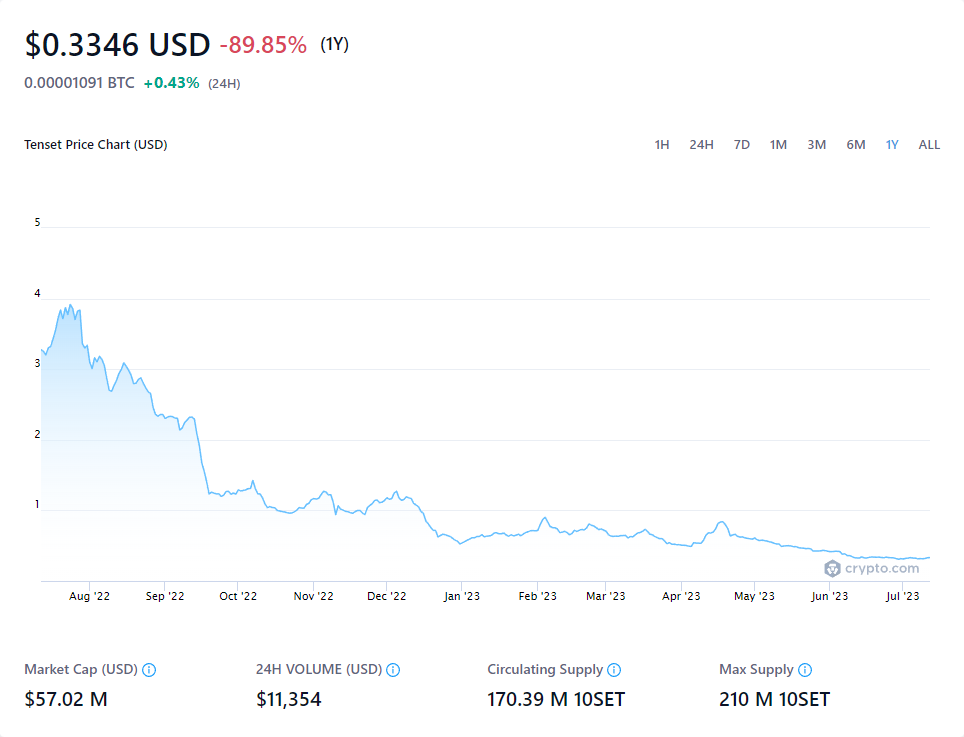 $0.3346 USD -89.85% (1Y)
0.00001091 BTC +0.43% (24H)
Tenset Price Chart (USD) 1H 24H 7D 1M 3M 6M 1Y ALL
5
4
3
2
1
crypto.com
Aug '22 Sep '22 Oct '22 Nov '22 Dec '22 Jan '23 Feb '23 Mar '23 Apr '23 May '23 Jun '23 Jul '23
Market Cap (USD) 24H VOLUME (USD) Circulating Supply Max Supply
$57.02 M $11,354 170.39 M 10SET 210 M 10SET